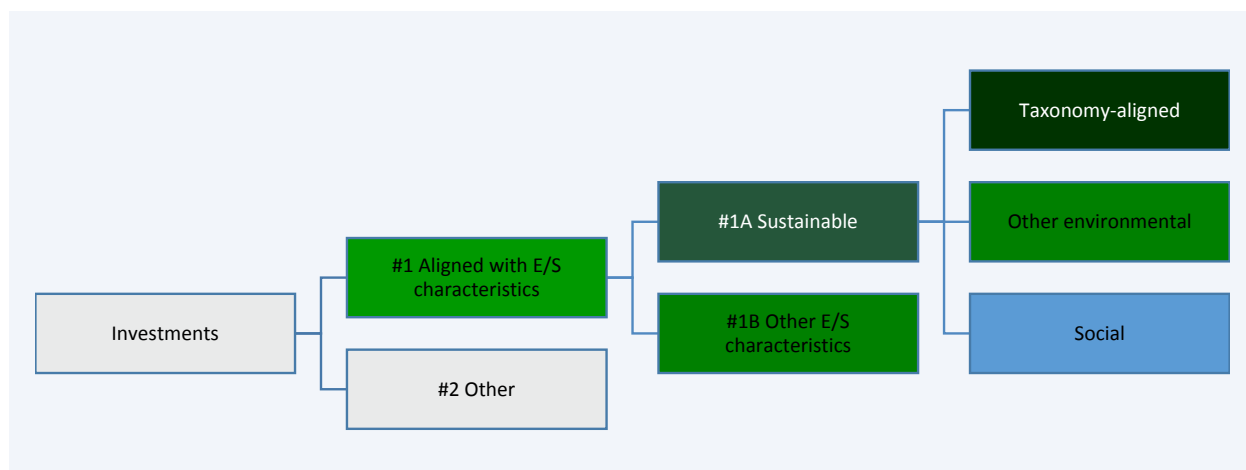 Investments
#1 Aligned with E/S
characteristics
#2 Other
#1A Sustainable
#1B Other E/S
characteristics
Taxonomy-aligned
Other environmental
Social